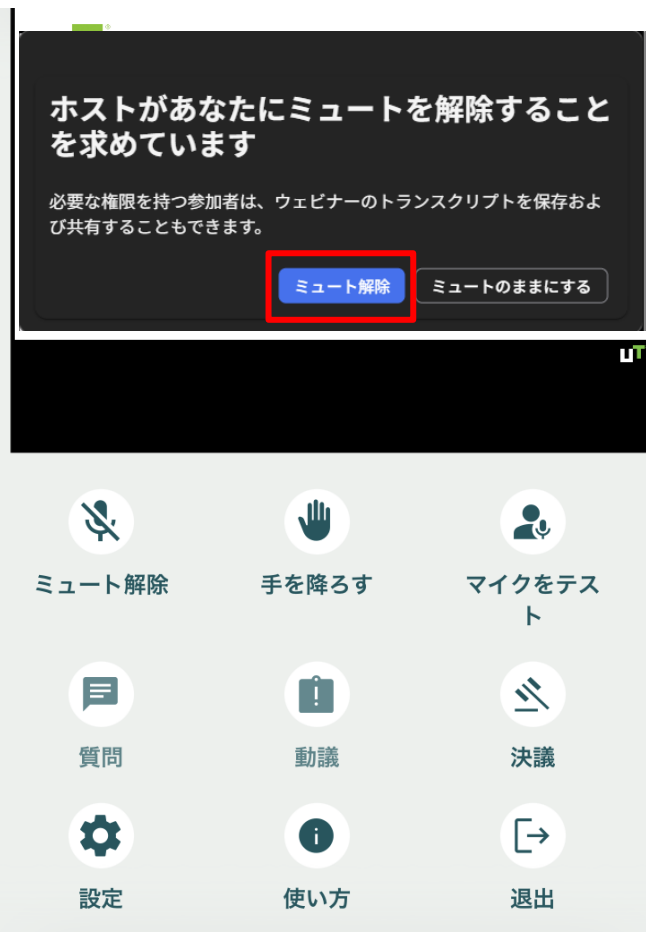 ホストがあなたにミュートを解除すること
を求めています
必要な権限を持つ参加者は、ウェビナーのトランスクリプトを保存およ
び共有することもできます。
ミュート解除 ミュートのままにする
uT
ミュート解除 手を降ろす マイクをテス
ト
質問 動議 決議
設定 使い方 退出